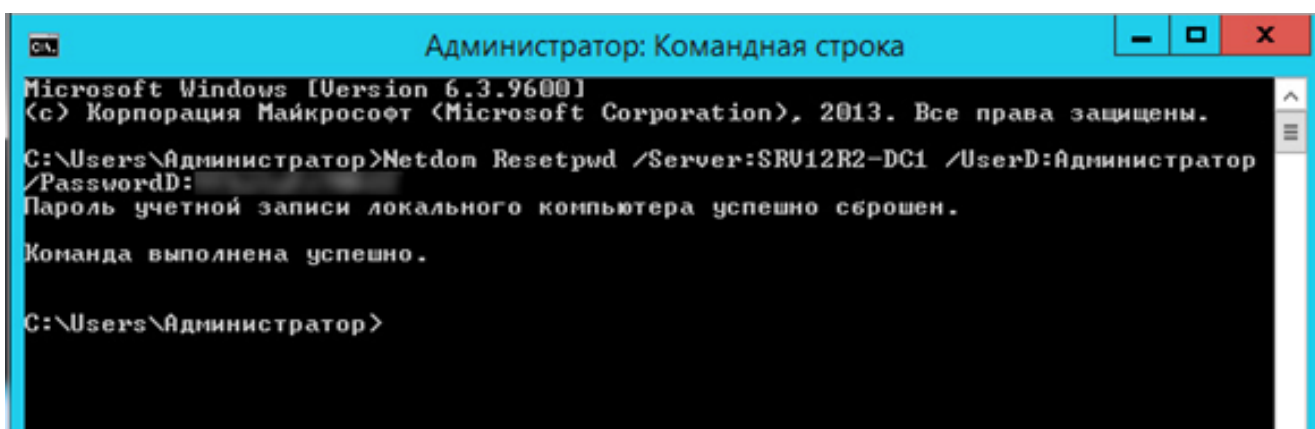 Администратор: Командная строка
Microsoft Windows [Version 6.3.9600]
(c) Корпорация Майкрософт (Microsoft Corporation), 2013. Все права защищены.
C:\Users\Администратор>Netdom Resetpwd /Server:SRV12R2-DC1 /UserD:Администратор
/PasswordD:
Пароль учетной записи локального компьютера успешно сброшен.
Команда выполнена успешно.
C:\Users\Администратор>